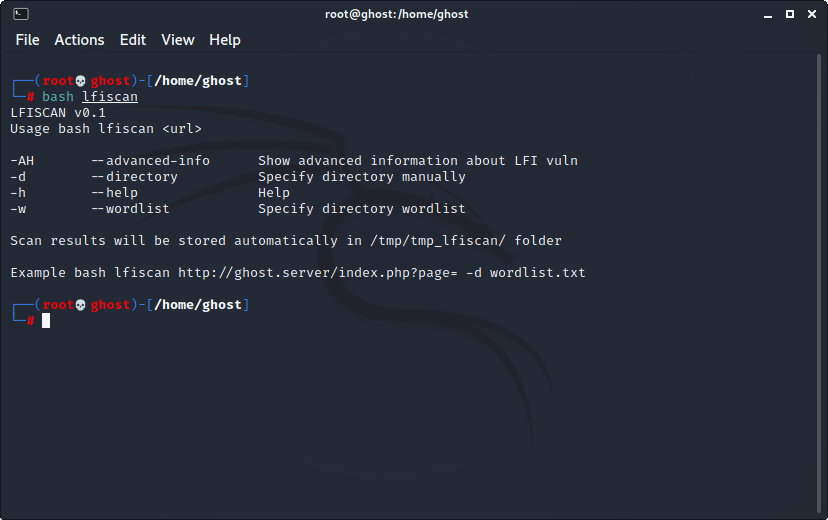 root@ghost:/home/ghost
File Actions Edit View Help
┌──(root💀ghost)-[/home/ghost]
└─# bash lfiscan
LFISCAN v0.1
Usage bash lfiscan <url>
-AH --advanced-info Show advanced information about LFI vuln
-d --directory Specify directory manually
-h --help Help
-w --wordlist Specify directory wordlist
Scan results will be stored automatically in /tmp/tmp_lfiscan/ folder
Example bash lfiscan http://ghost.server/index.php?page= -d wordlist.txt
┌──(root💀ghost)-[/home/ghost]
└─#